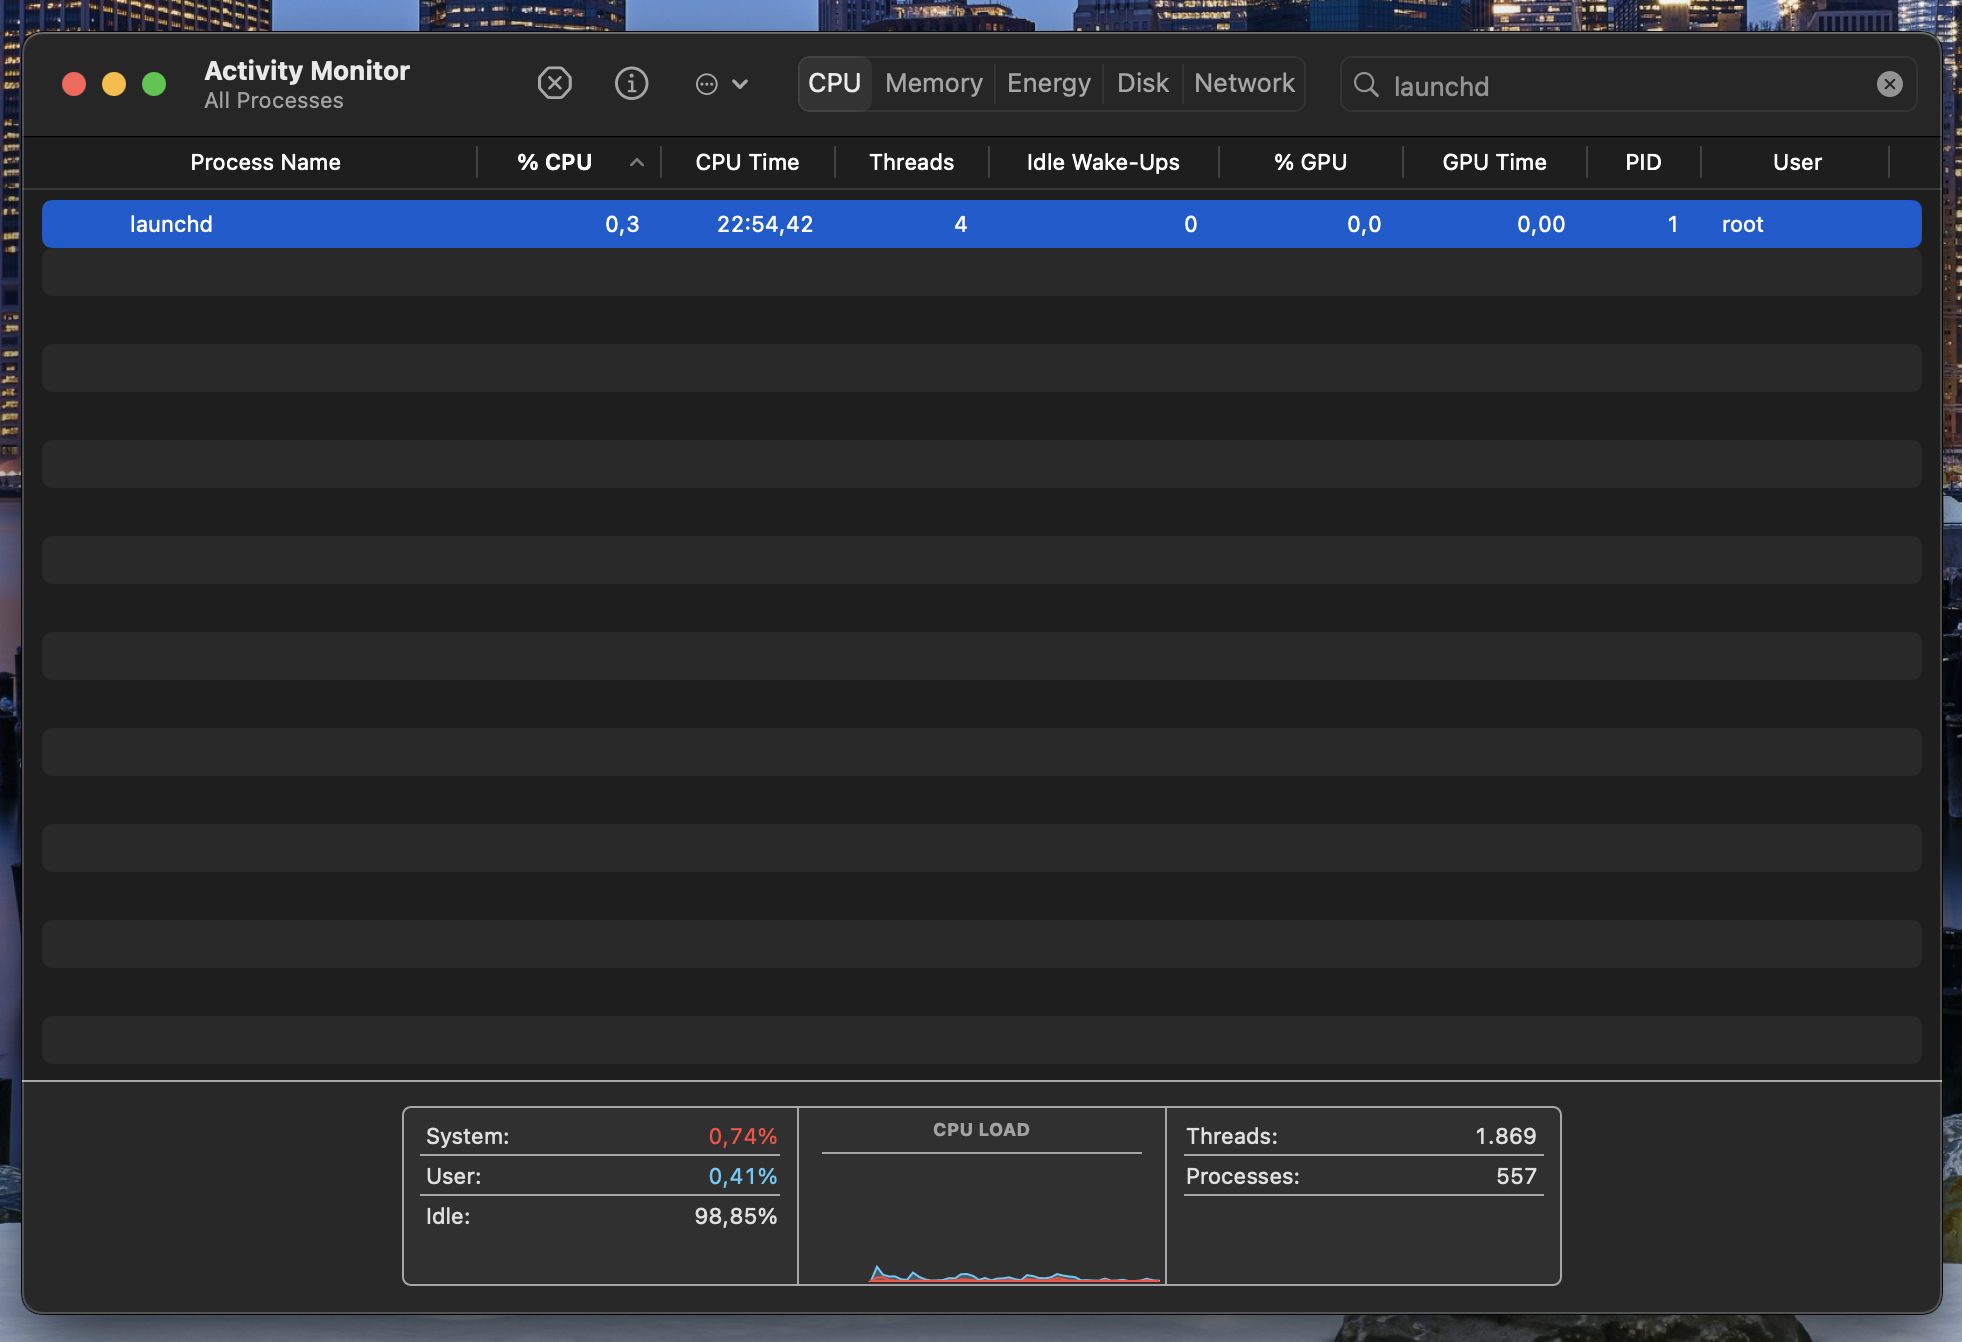 Activity Monitor
All Processes
CPU Memory Energy Disk Network
launchd
Process Name % CPU CPU Time Threads Idle Wake-Ups % GPU GPU Time PID User
launchd 0,3 22:54,42 4 0 0,0 0,00 1 root
System: 0,74%
User: 0,41%
Idle: 98,85%
CPU LOAD
Threads: 1.869
Processes: 557